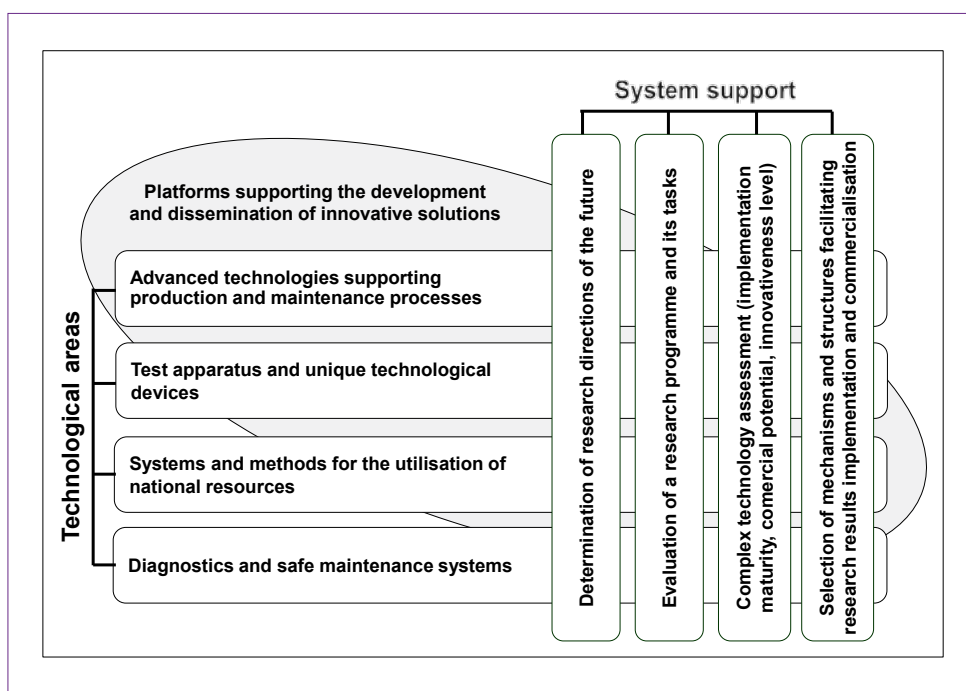 System support
Platforms supporting the development
and dissemination of innovative solutions
Technological areas
Advanced technologies supporting
production and maintenance processes
Test apparatus and unique technological
devices
Systems and methods for the utilisation of
national resources
Diagnostics and safe maintenance systems
Determination of research directions of the future
Evaluation of a research programme and its tasks
Complex technology assessment (implementation
maturity, comercial potential, innovativeness level)
Selection of mechanisms and structures facilitating
research results implementation and commercialisation